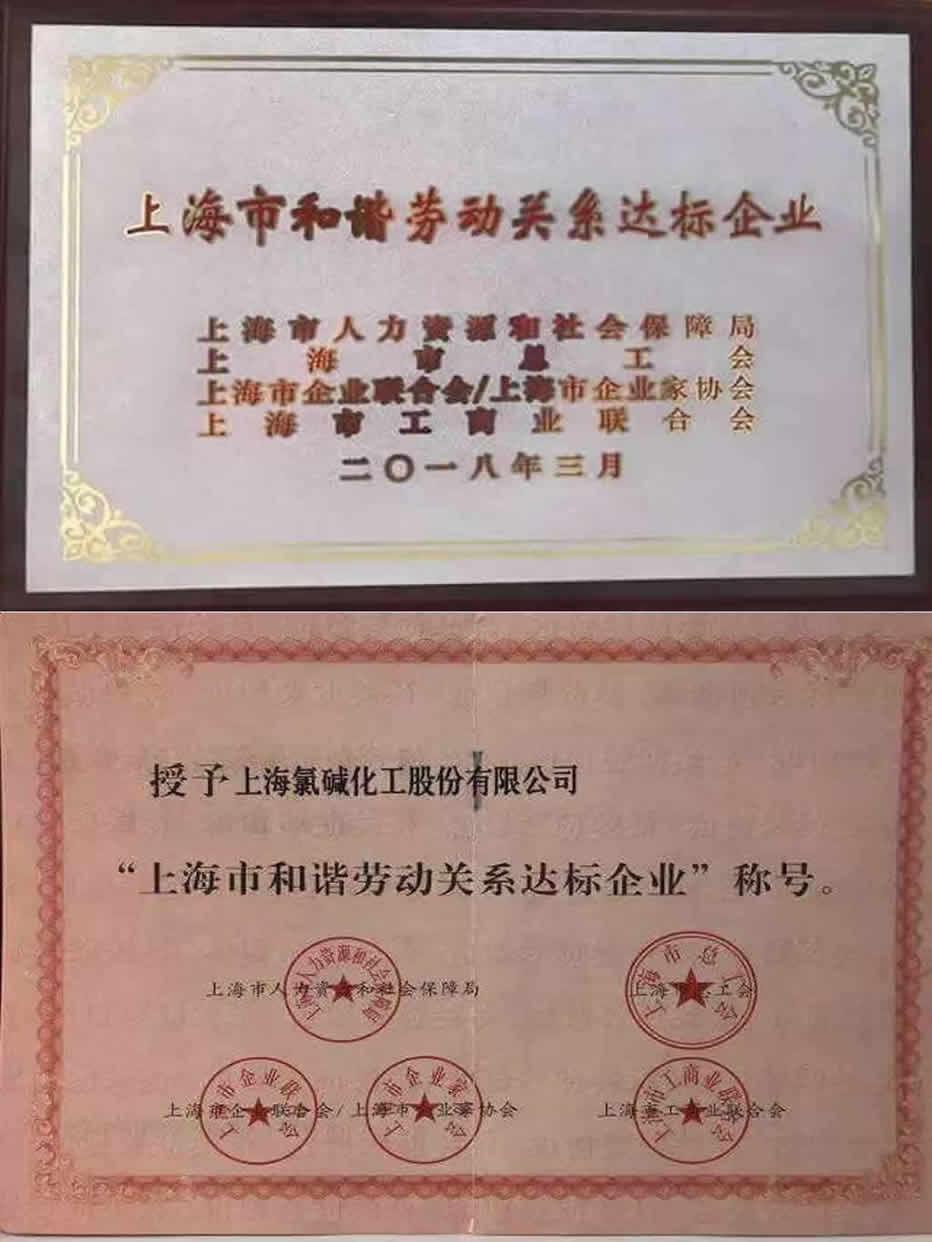 上海市和谐劳动关系达标企业
上海市人力资源和社会保障局
上海市总工会
上海市企业联合会/上海市企业家协会
上海市工商业联合会
二〇一八年三月
授予上海氯碱化工股份有限公司
“上海市和谐劳动关系达标企业”称号。
上海市人力资源和社会保障局
上海市总工会
上海市企业联合会/上海市企业家协会
上海市工商业联合会